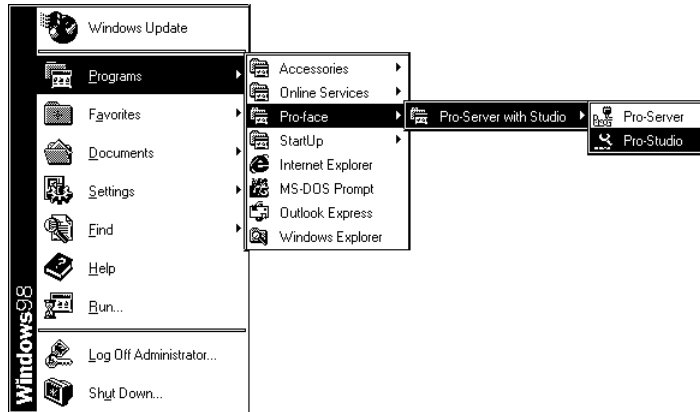 Windows Update
Programs
Favorites
Documents
Settings
Find
Help
Run...
Log Off Administrator...
Shut Down...
Windows98
Accessories
Online Services
Pro-face
StartUp
Internet Explorer
MS-DOS Prompt
Outlook Express
Windows Explorer
Pro-Server with Studio
Pro-Server
Pro-Studio